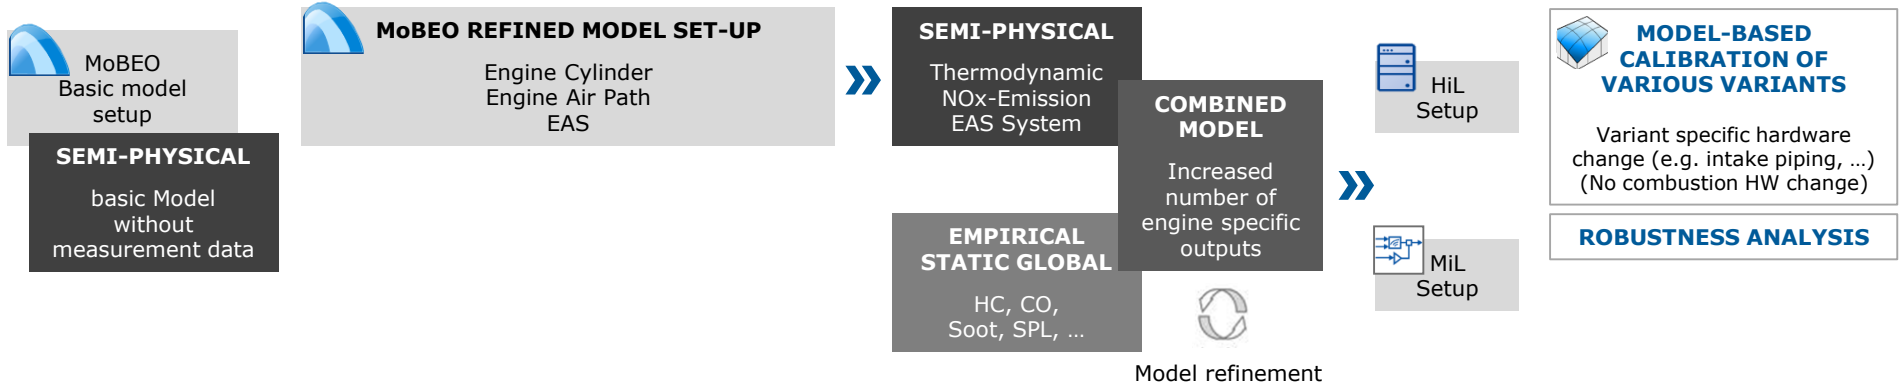 MoBEO
Basic model
setup
SEMI-PHYSICAL
basic Model
without
measurement data
MoBEO REFINED MODEL SET-UP
Engine Cylinder
Engine Air Path
EAS
SEMI-PHYSICAL
Thermodynamic
NOx-Emission
EAS System
EMPIRICAL
STATIC GLOBAL
HC, CO,
Soot, SPL, …
COMBINED
MODEL
Increased
number of
engine specific
outputs
Model refinement
HiL
Setup
MiL
Setup
MODEL-BASED
CALIBRATION OF
VARIOUS VARIANTS
Variant specific hardware
change (e.g. intake piping, …)
(No combustion HW change)
ROBUSTNESS ANALYSIS